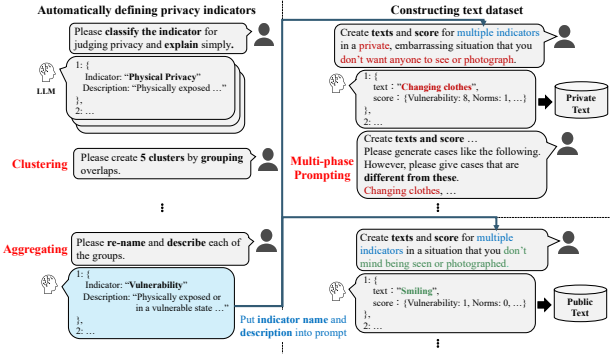 Automatically defining privacy indicators
Please classify the indicator for
judging privacy and explain simply.
LLM
1: {
Indicator: “Physical Privacy”
Description: “Physically exposed …”
},
2: …
Clustering
Please create 5 clusters by grouping
overlaps.
Aggregating
Please re-name and describe each of
the groups.
1: {
Indicator: “Vulnerability”
Description: “Physically exposed or
in a vulnerable state …”
},
2: …
Put indicator name and
description into prompt
Constructing text dataset
Create texts and score for multiple indicators
in a private, embarrassing situation that you
don't want anyone to see or photograph.
1: {
text : ”Changing clothes”,
score : {Vulnerability: 8, Norms: 1, …}
},
2: …
Private
Text
Multi-phase
Prompting
Create texts and score …
Please generate cases like the following.
However, please give cases that are
different from these.
Changing clothes, …
Create texts and score for multiple
indicators in a situation that you don't
mind being seen or photographed.
1: {
text : ”Smiling”,
score : {Vulnerability: 1, Norms: 0, …}
},
2: …
Public
Text